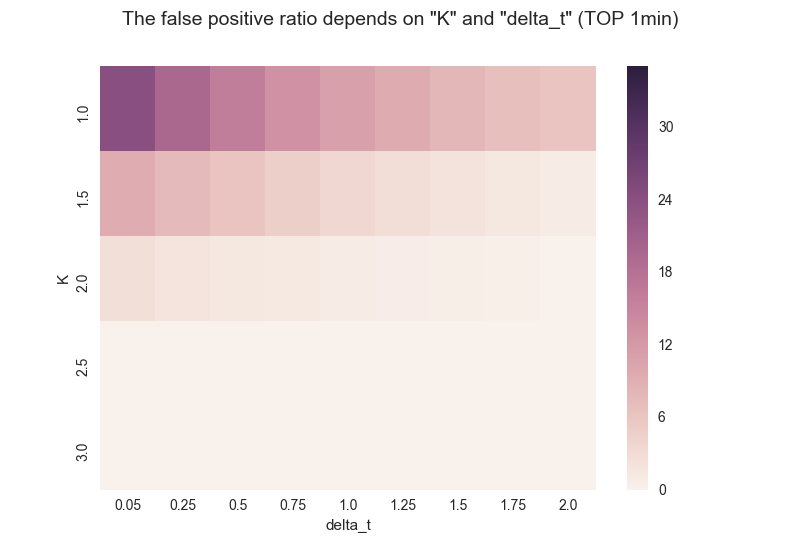 The false positive ratio depends on "K" and "delta_t" (TOP 1min)
1.0
1.5
2.0
2.5
3.0
K
0.05 0.25 0.5 0.75 1.0 1.25 1.5 1.75 2.0
delta_t
30
24
18
12
6
0